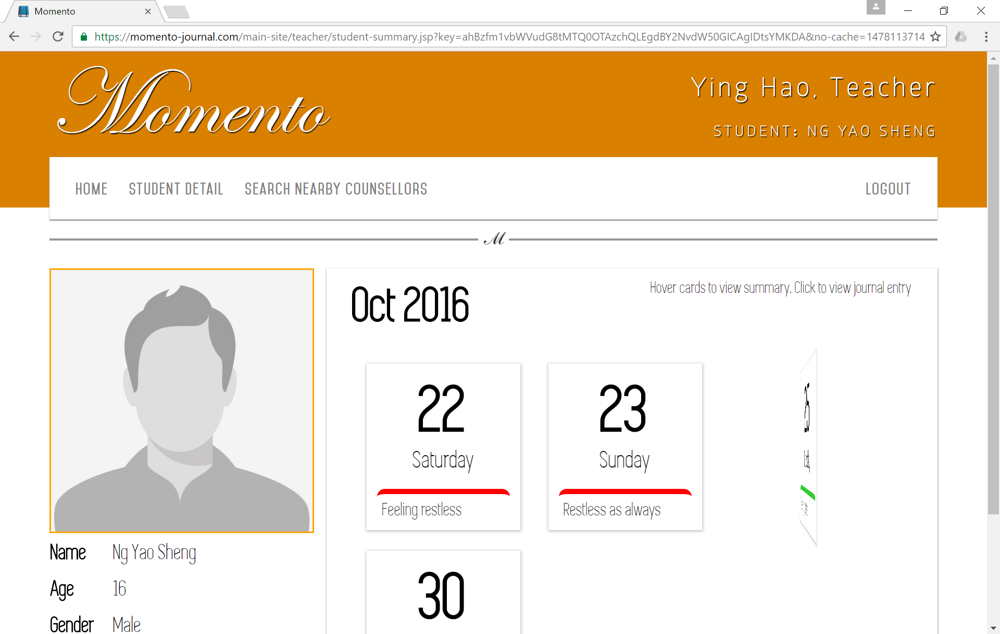 Momento
https://momento-journal.com/main-site/teacher/student-summary.jsp?key=ahBzfm1vbWVudG8tMTQ0OTAzchQLEgdBY2NvdW50GICAgIDtsYMKDA&no-cache=1478113714
Momento
Ying Hao, Teacher
STUDENT: NG YAO SHENG
HOME STUDENT DETAIL SEARCH NEARBY COUNSELLORS LOGOUT
M
Oct 2016
Hover cards to view summary. Click to view journal entry
22
Saturday
Feeling restless
23
Sunday
Restless as always
25
30
Name Ng Yao Sheng
Age 16
Gender Male